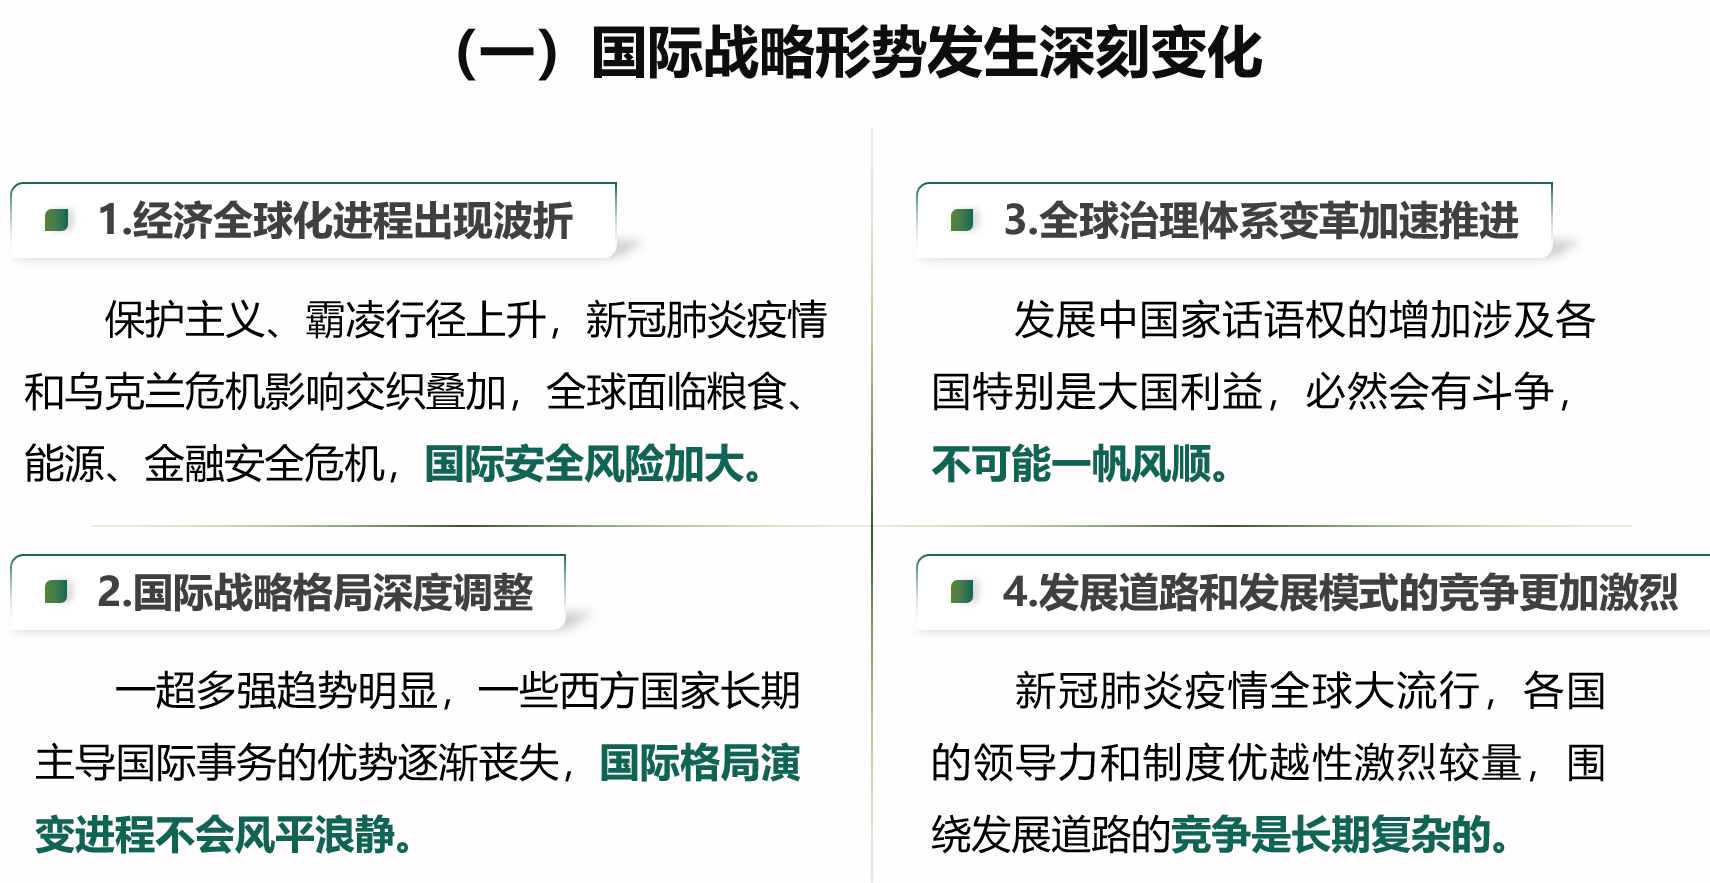 （一）国际战略形势发生深刻变化
1.经济全球化进程出现波折
保护主义、霸凌行径上升，新冠肺炎疫情
和乌克兰危机影响交织叠加，全球面临粮食、
能源、金融安全危机，国际安全风险加大。
2.国际战略格局深度调整
一超多强趋势明显，一些西方国家长期
主导国际事务的优势逐渐丧失，国际格局演
变进程不会风平浪静。
3.全球治理体系变革加速推进
发展中国家话语权的增加涉及各
国特别是大国利益，必然会有斗争，
不可能一帆风顺。
4.发展道路和发展模式的竞争更加激烈
新冠肺炎疫情全球大流行，各国
的领导力和制度优越性激烈较量，围
绕发展道路的竞争是长期复杂的。